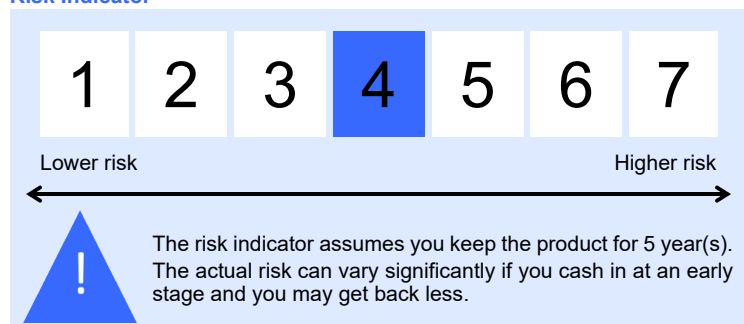 Risk Indicator
1 2 3 4 5 6 7
Lower risk Higher risk
!
The risk indicator assumes you keep the product for 5 year(s).
The actual risk can vary significantly if you cash in at an early
stage and you may get back less.